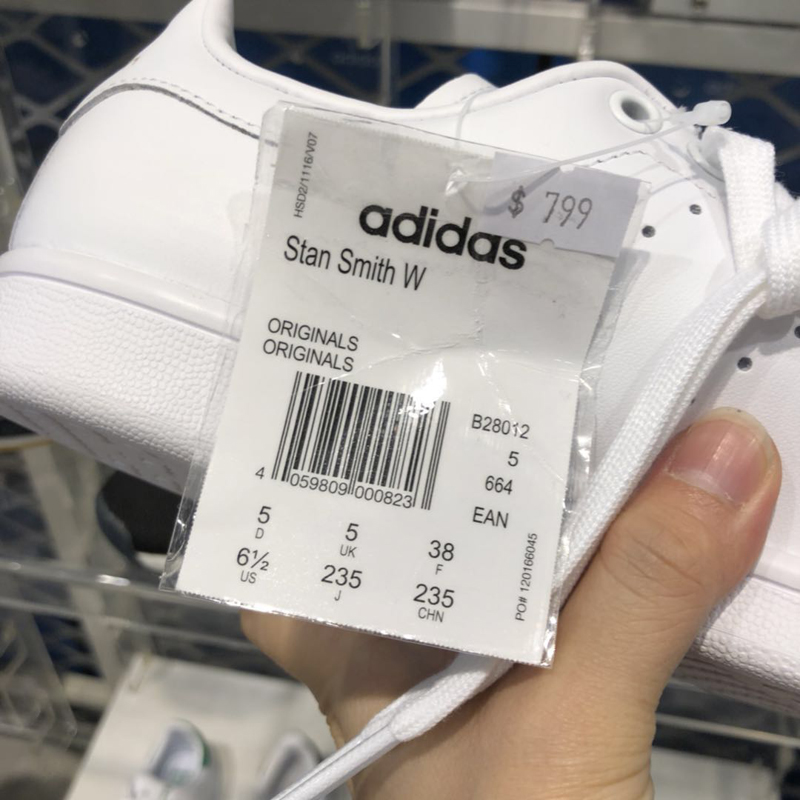 HSD2/1116/V07
$ 799
adidas
Stan Smith W
ORIGINALS
ORIGINALS
B28012
5
664
EAN
4 059809 000823
5 5 38
D UK F
6½ 235 235
US J CHN
PO# 120166045